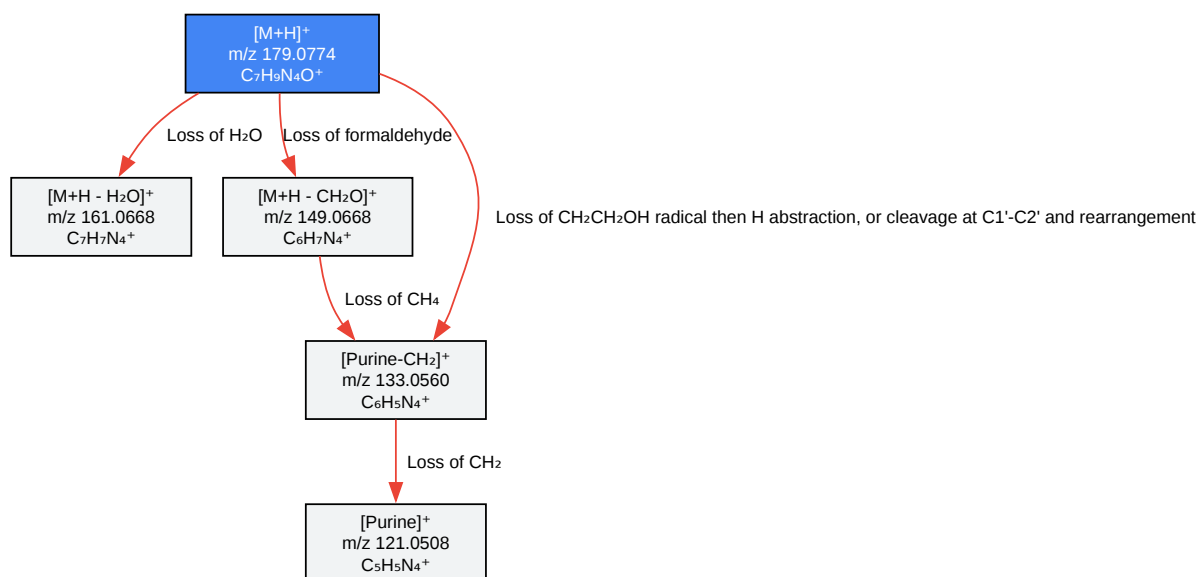 [M+H]⁺
m/z 179.0774
C₇H₉N₄O⁺
Loss of H₂O
Loss of formaldehyde
[M+H - H₂O]⁺
m/z 161.0668
C₇H₇N₄⁺
[M+H - CH₂O]⁺
m/z 149.0668
C₆H₇N₄⁺
Loss of CH₂CH₂OH radical then H abstraction, or cleavage at C1'-C2' and rearrangement
Loss of CH₄
[Purine-CH₂]⁺
m/z 133.0560
C₆H₅N₄⁺
Loss of CH₂
[Purine]⁺
m/z 121.0508
C₅H₅N₄⁺